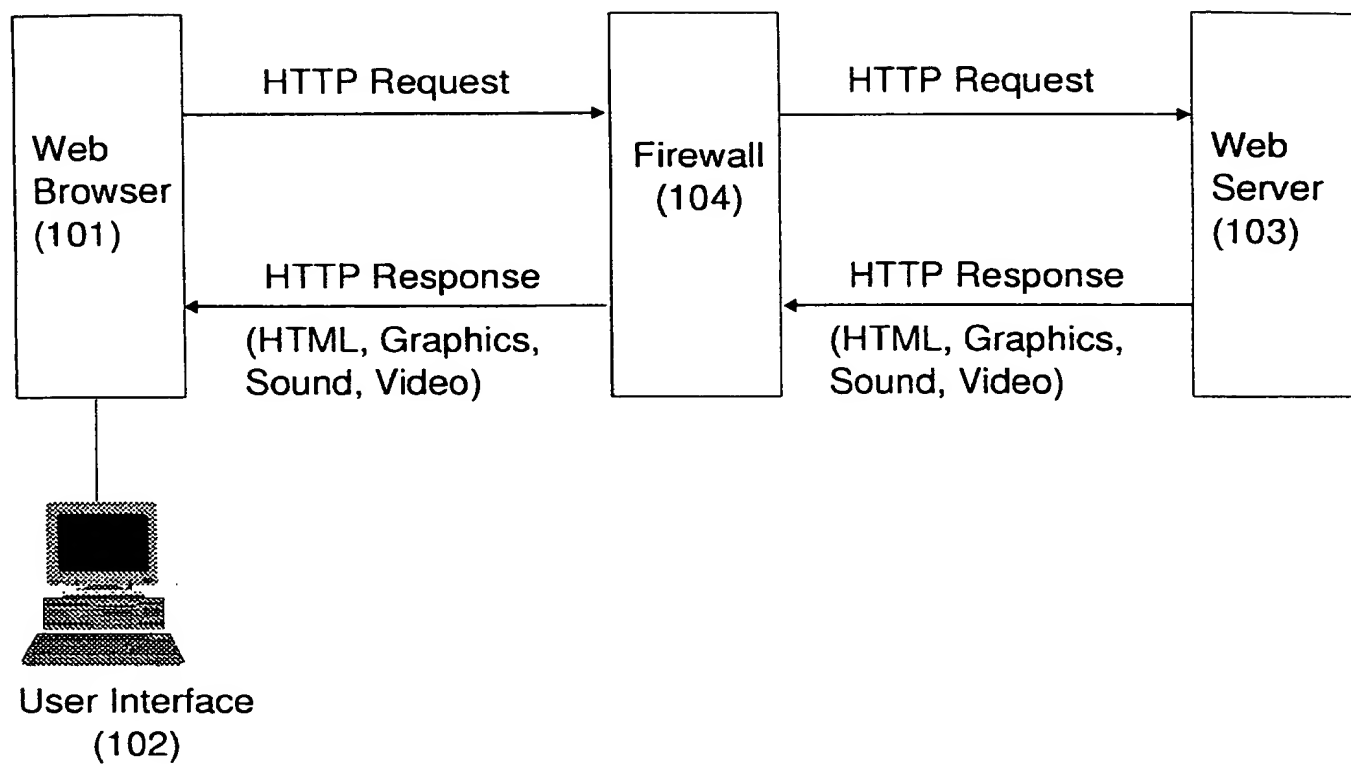 HTTP Request
HTTP Request
Web
Browser
(101)
Firewall
(104)
Web
Server
(103)
HTTP Response
(HTML, Graphics,
Sound, Video)
HTTP Response
(HTML, Graphics,
Sound, Video)
User Interface
(102)